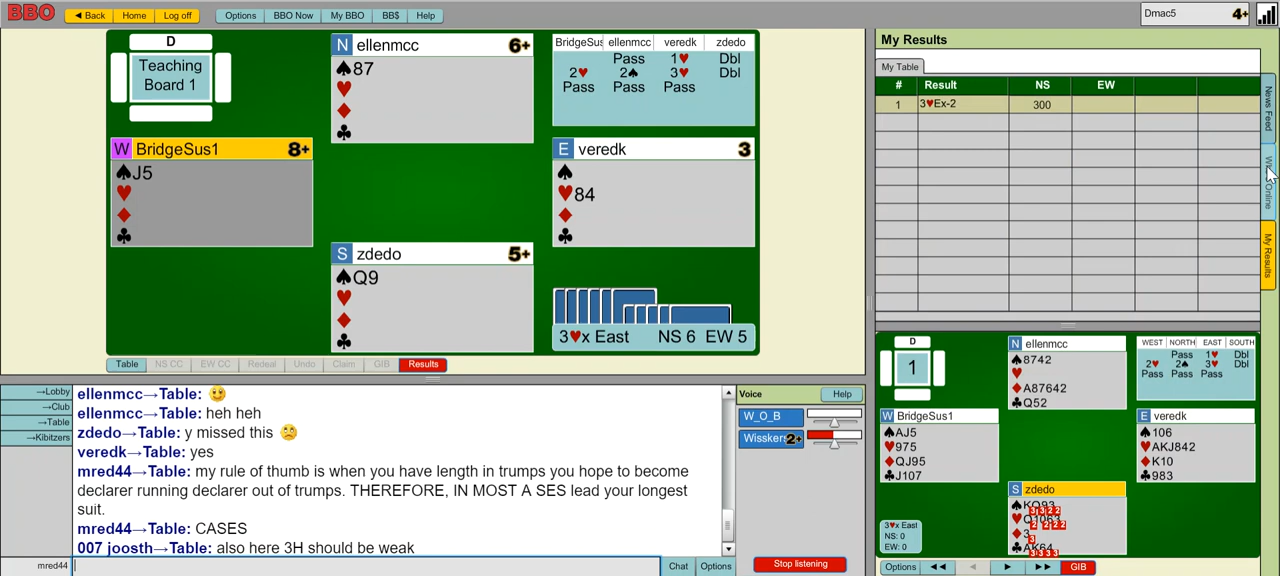 BBO
◄ Back Home Log off Options BBO Now My BBO BB$ Help Dmac5 4+
D
Teaching
Board 1
N ellenmcc 6+
♠87
♥
♦
♣
BridgeSus ellenmcc veredk zdedo
Pass 1♥ Dbl
2♥ 2♠ 3♥ Dbl
Pass Pass Pass
W BridgeSus1 8+
♠J5
♥
♦
♣
E veredk 3
♠
♥84
♦
♣
S zdedo 5+
♠Q9
♥
♦
♣
3♥x East NS 6 EW 5
Table NS CC EW CC Redeal Undo Claim GIB Results
My Results
My Table
# Result NS EW
1 3♥Ex-2 300
News Feed
Online
My Results
→Lobby
→Club
→Table
→Kibitzers
ellenmcc→Table:
ellenmcc→Table: heh heh
zdedo→Table: y missed this
veredk→Table: yes
mred44→Table: my rule of thumb is when you have length in trumps you hope to become
declarer running declarer out of trumps. THEREFORE, IN MOST A SES lead your longest
suit.
mred44→Table: CASES
007 joosth→Table: also here 3H should be weak
mred44
Chat Options
Voice Help
W_O_B
Wisskers 2+
Stop listening
D
1
N ellenmcc
♠8742
♥
♦A87642
♣Q52
WEST NORTH EAST SOUTH
Pass 1♥ Dbl
2♥ 2♠ 3♥ Dbl
Pass Pass Pass
W BridgeSus1
♠AJ5
♥975
♦QJ95
♣J107
E veredk
♠106
♥AKJ842
♦K10
♣983
S zdedo
♠KQ93
♥Q1063
♦3
♣AK64
3♥x East
NS: 0
EW: 0
Options ◄◄ ◄ ► ►► GIB